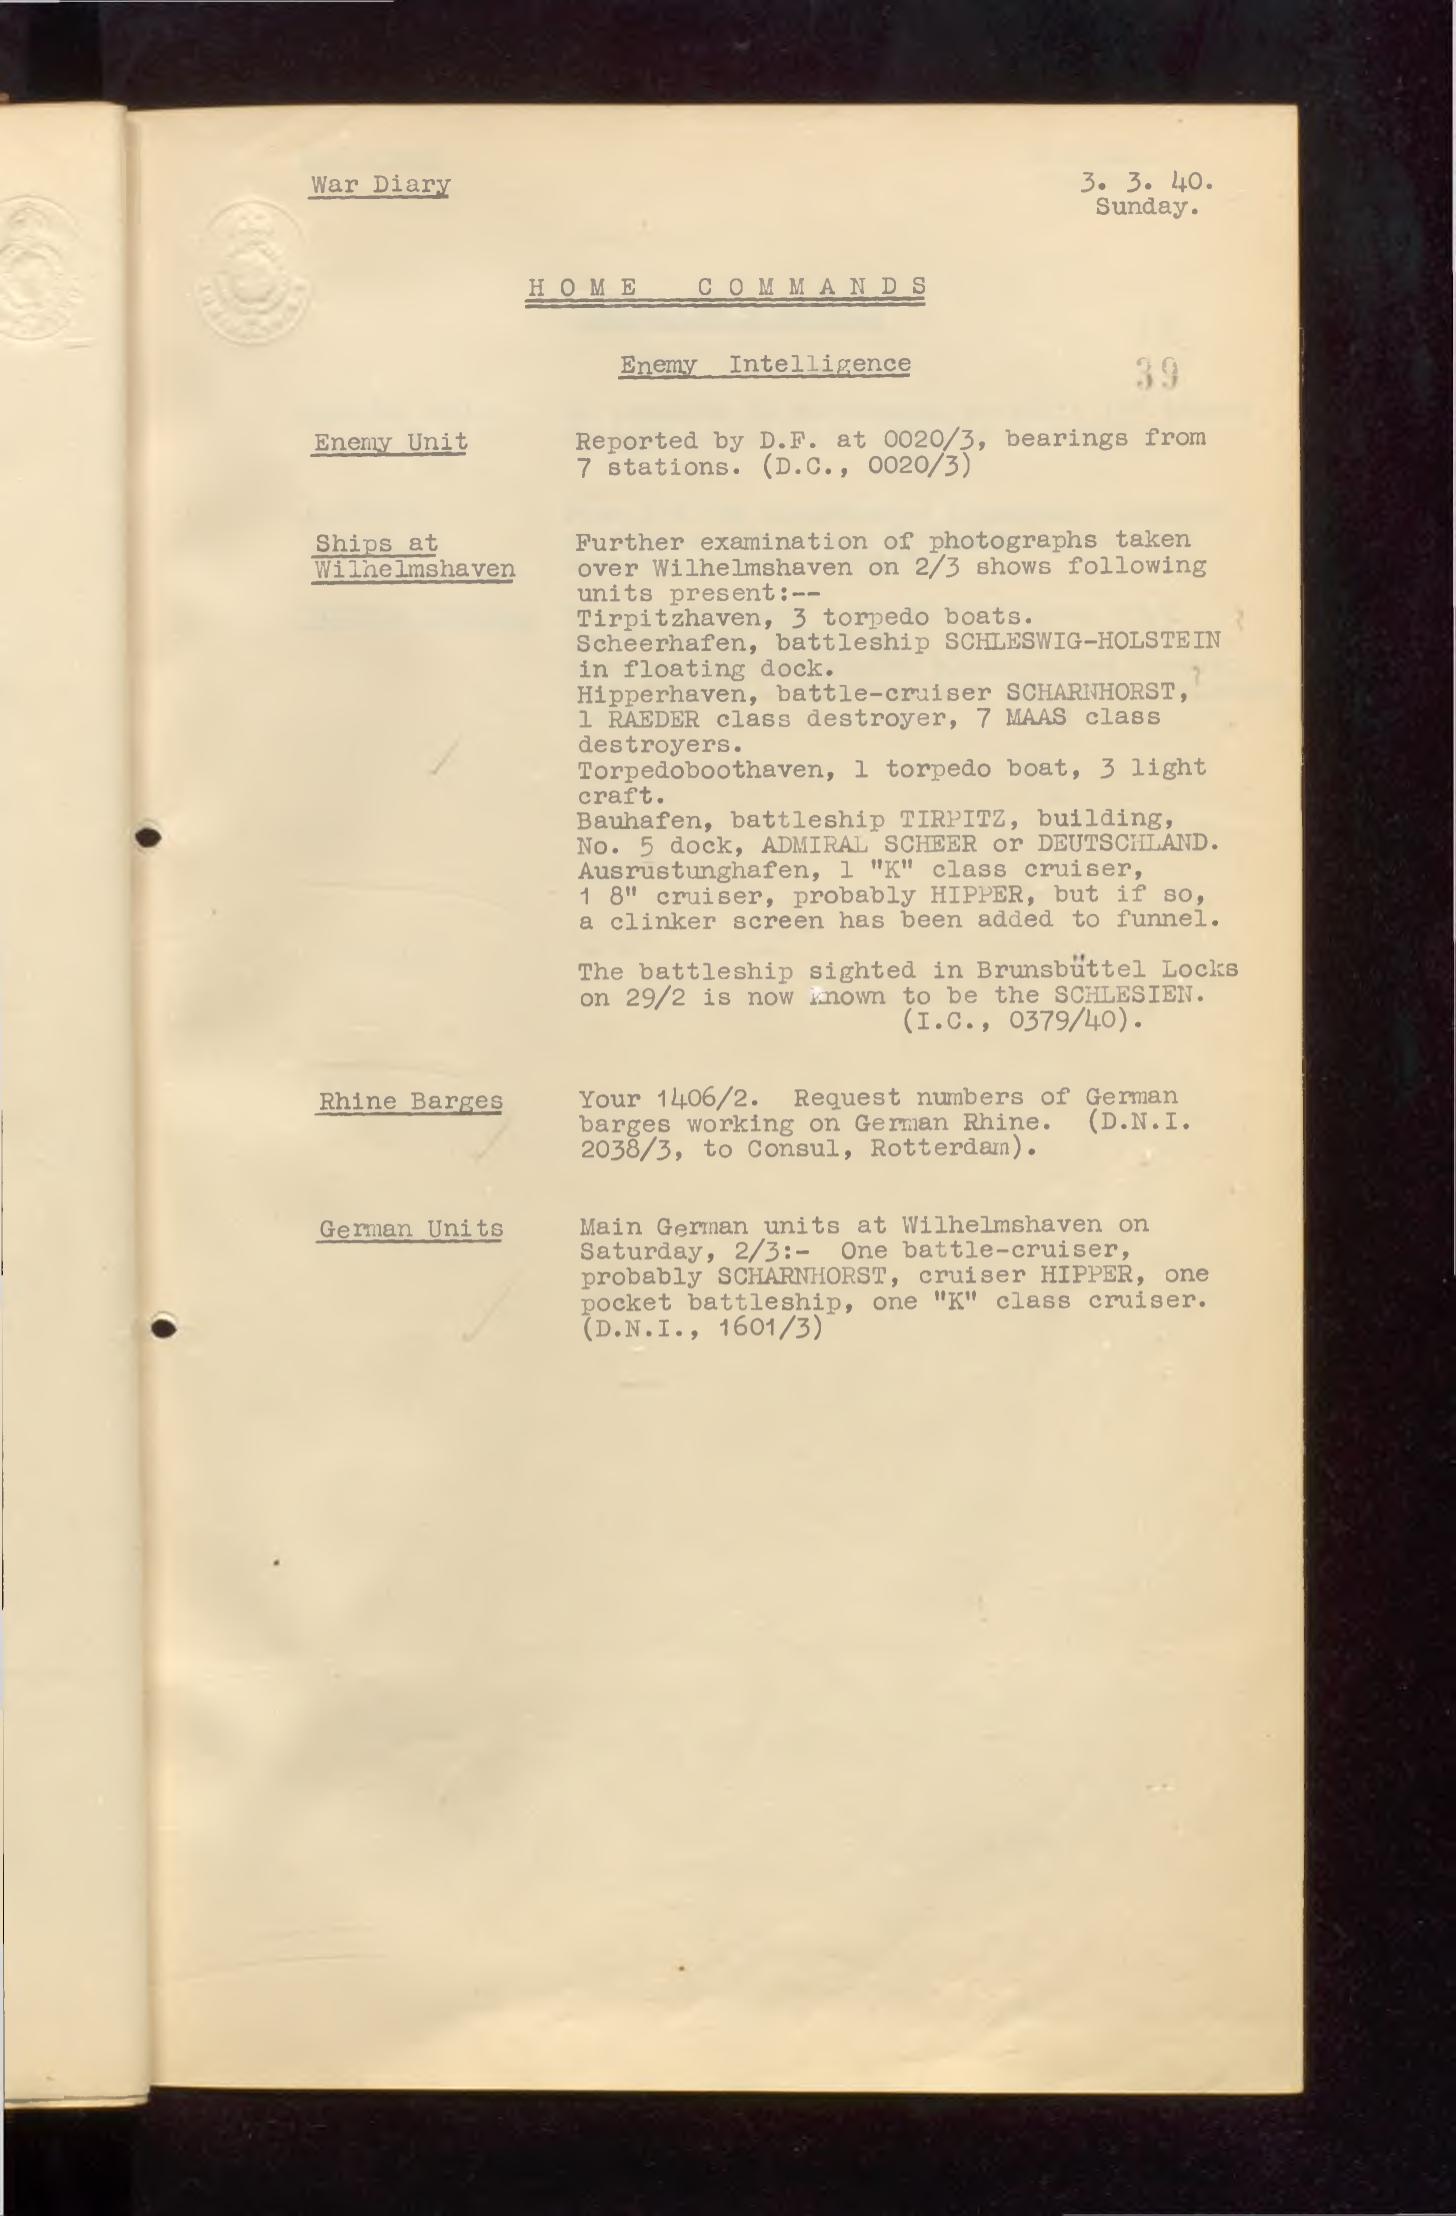 War Diary
3. 3. 40.
Sunday.
HOME COMMANDS
Enemy Intelligence
39
Enemy Unit
Reported by D.F. at 0020/3, bearings from
7 stations. (D.C., 0020/3)
Ships at
Wilhelmshaven
Further examination of photographs taken
over Wilhelmshaven on 2/3 shows following
units present:--
Tirpitzhaven, 3 torpedo boats.
Scheerhafen, battleship SCHLESWIG-HOLSTEIN
in floating dock.
Hipperhaven, battle-cruiser SCHARNHORST,
1 RAEDER class destroyer, 7 MAAS class
destroyers.
Torpedoboothaven, 1 torpedo boat, 3 light
craft.
Bauhafen, battleship TIRPITZ, building,
No. 5 dock, ADMIRAL SCHEER or DEUTSCHLAND.
Ausrustunghafen, 1 "K" class cruiser,
1 8" cruiser, probably HIPPER, but if so,
a clinker screen has been added to funnel.
The battleship sighted in Brunsbüttel Locks
on 29/2 is now known to be the SCHLESIEN.
(I.C., 0379/40).
Rhine Barges
Your 1406/2. Request numbers of German
barges working on German Rhine. (D.N.I.
2038/3, to Consul, Rotterdam).
German Units
Main German units at Wilhelmshaven on
Saturday, 2/3:- One battle-cruiser,
probably SCHARNHORST, cruiser HIPPER, one
pocket battleship, one "K" class cruiser.
(D.N.I., 1601/3)